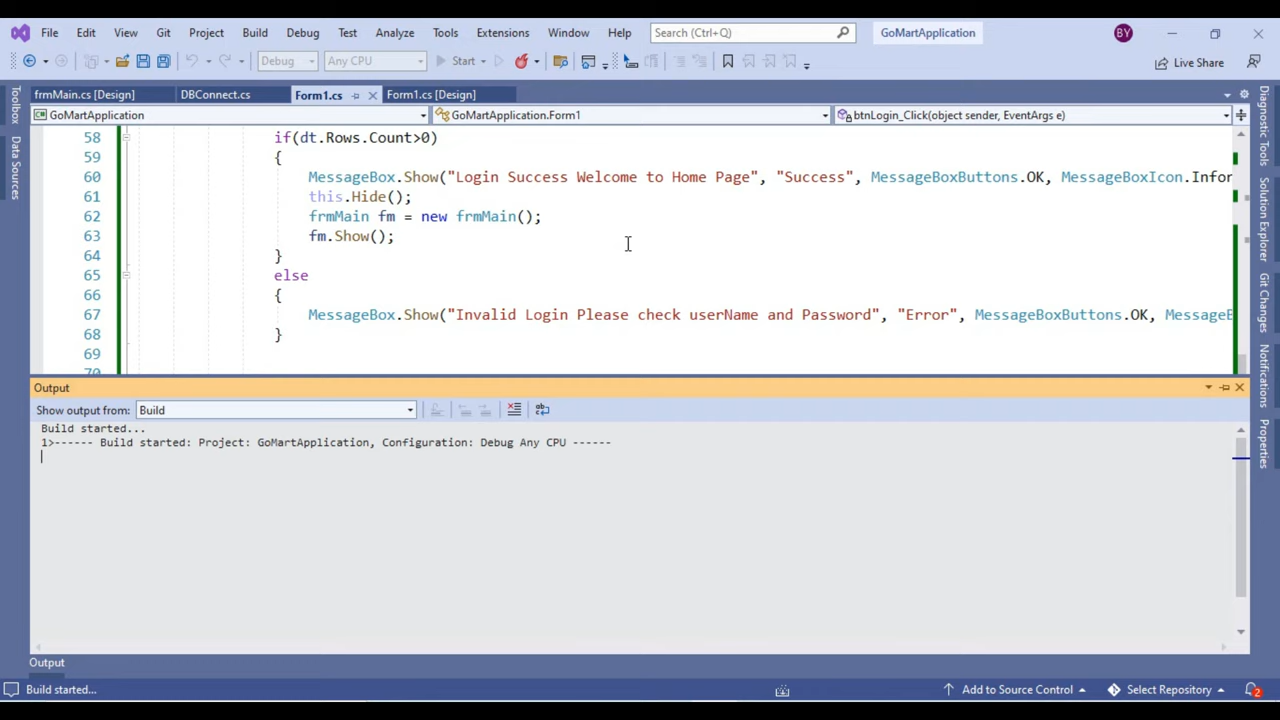 File Edit View Git Project Build Debug Test Analyze Tools Extensions Window Help Search (Ctrl+Q) GoMartApplication BY
Debug Any CPU Start Live Share
frmMain.cs [Design] DBConnect.cs Form1.cs Form1.cs [Design]
GoMartApplication GoMartApplication.Form1 btnLogin_Click(object sender, EventArgs e)
58 if(dt.Rows.Count>0)
59 {
60 MessageBox.Show("Login Success Welcome to Home Page", "Success", MessageBoxButtons.OK, MessageBoxIcon.Infor
61 this.Hide();
62 frmMain fm = new frmMain();
63 fm.Show();
64 }
65 else
66 {
67 MessageBox.Show("Invalid Login Please check userName and Password", "Error", MessageBoxButtons.OK, MessageB
68 }
69
70
Output
Show output from: Build
Build started...
1>------ Build started: Project: GoMartApplication, Configuration: Debug Any CPU ------
Output
Build started... Add to Source Control Select Repository 2
Toolbox
Data Sources
Diagnostic Tools
Solution Explorer
Git Changes
Notifications
Properties